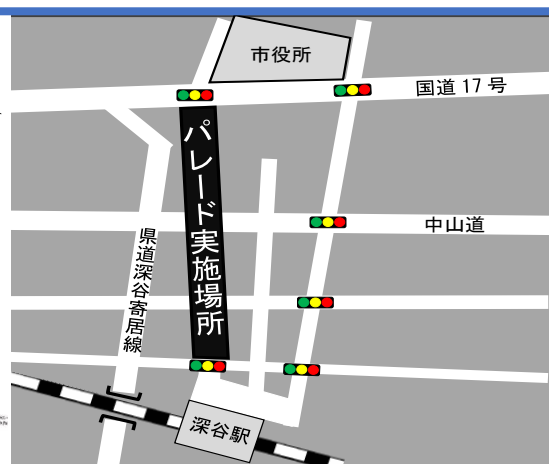 市役所
国道 17 号
パレード実施場所
中山道
県道深谷寄居線
深谷駅